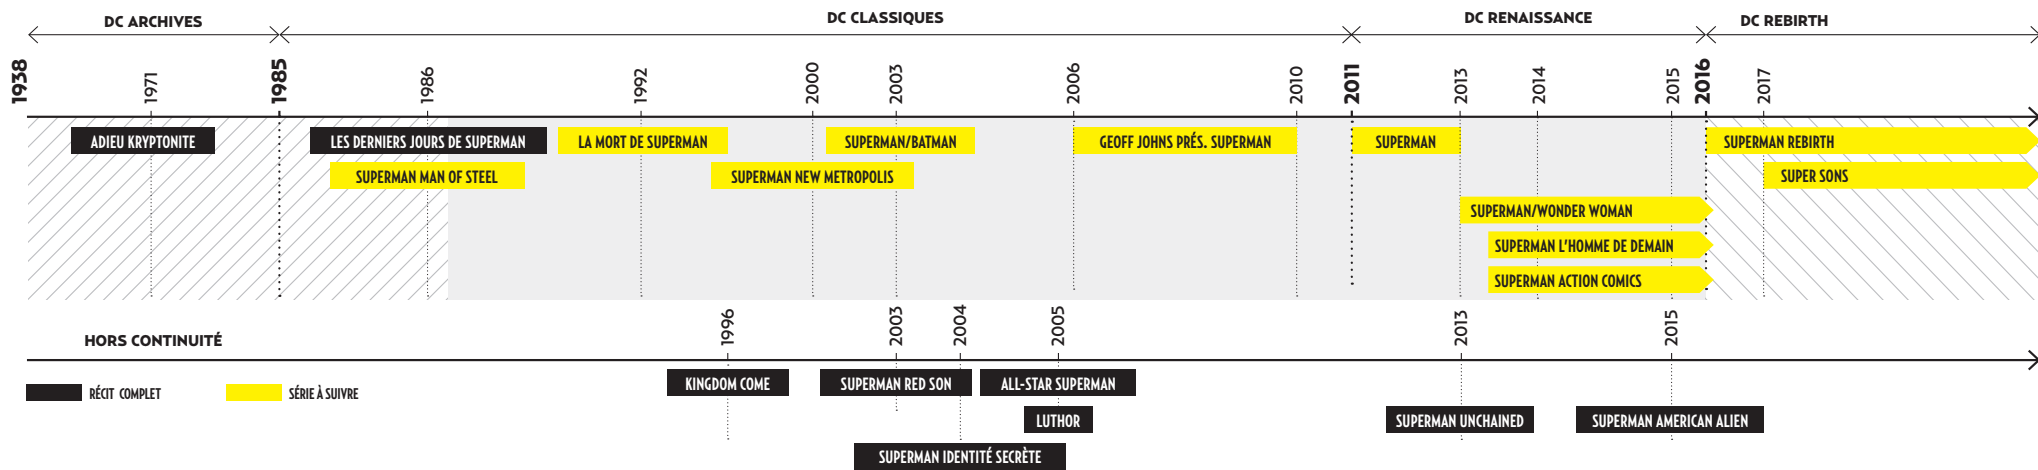 DC ARCHIVES
DC CLASSIQUES
DC RENAISSANCE
DC REBIRTH
1938
1971
1985
1986
1992
2000
2003
2006
2010
2011
2013
2014
2015
2016
2017
ADIEU KRYPTONITE
LES DERNIERS JOURS DE SUPERMAN
LA MORT DE SUPERMAN
SUPERMAN/BATMAN
GEOFF JOHNS PRÉS. SUPERMAN
SUPERMAN
SUPERMAN REBIRTH
SUPERMAN MAN OF STEEL
SUPERMAN NEW METROPOLIS
SUPER SONS
SUPERMAN/WONDER WOMAN
SUPERMAN L'HOMME DE DEMAIN
SUPERMAN ACTION COMICS
HORS CONTINUITÉ
1996
2003
2004
2005
2013
2015
RÉCIT COMPLET
SÉRIE À SUIVRE
KINGDOM COME
SUPERMAN RED SON
ALL-STAR SUPERMAN
LUTHOR
SUPERMAN UNCHAINED
SUPERMAN AMERICAN ALIEN
SUPERMAN IDENTITÉ SECRÈTE